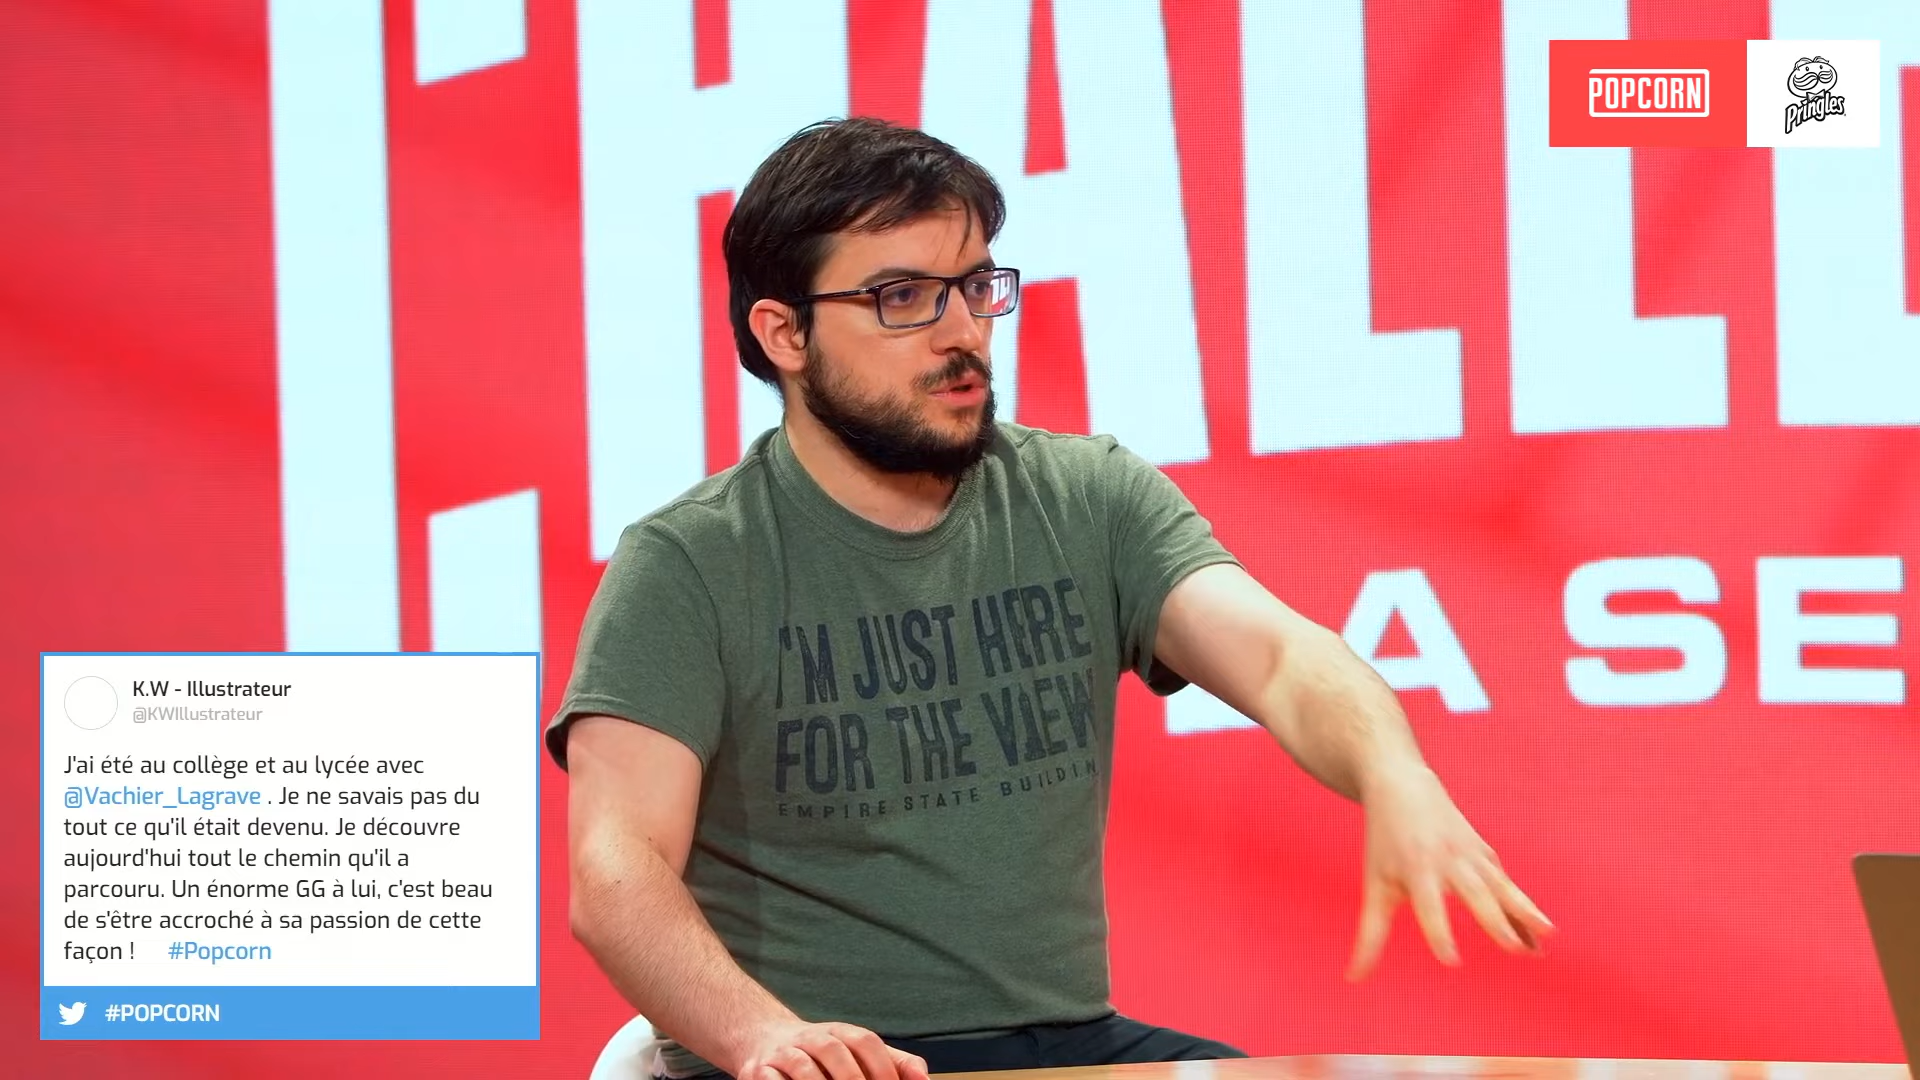 CHALLE
POPCORN
Pringles
A SE
I'M JUST HERE
FOR THE VIEW
EMPIRE STATE BUILDIN
K.W - Illustrateur
@KWIllustrateur
J'ai été au collège et au lycée avec
@Vachier_Lagrave . Je ne savais pas du
tout ce qu'il était devenu. Je découvre
aujourd'hui tout le chemin qu'il a
parcouru. Un énorme GG à lui, c'est beau
de s'être accroché à sa passion de cette
façon ! #Popcorn
#POPCORN